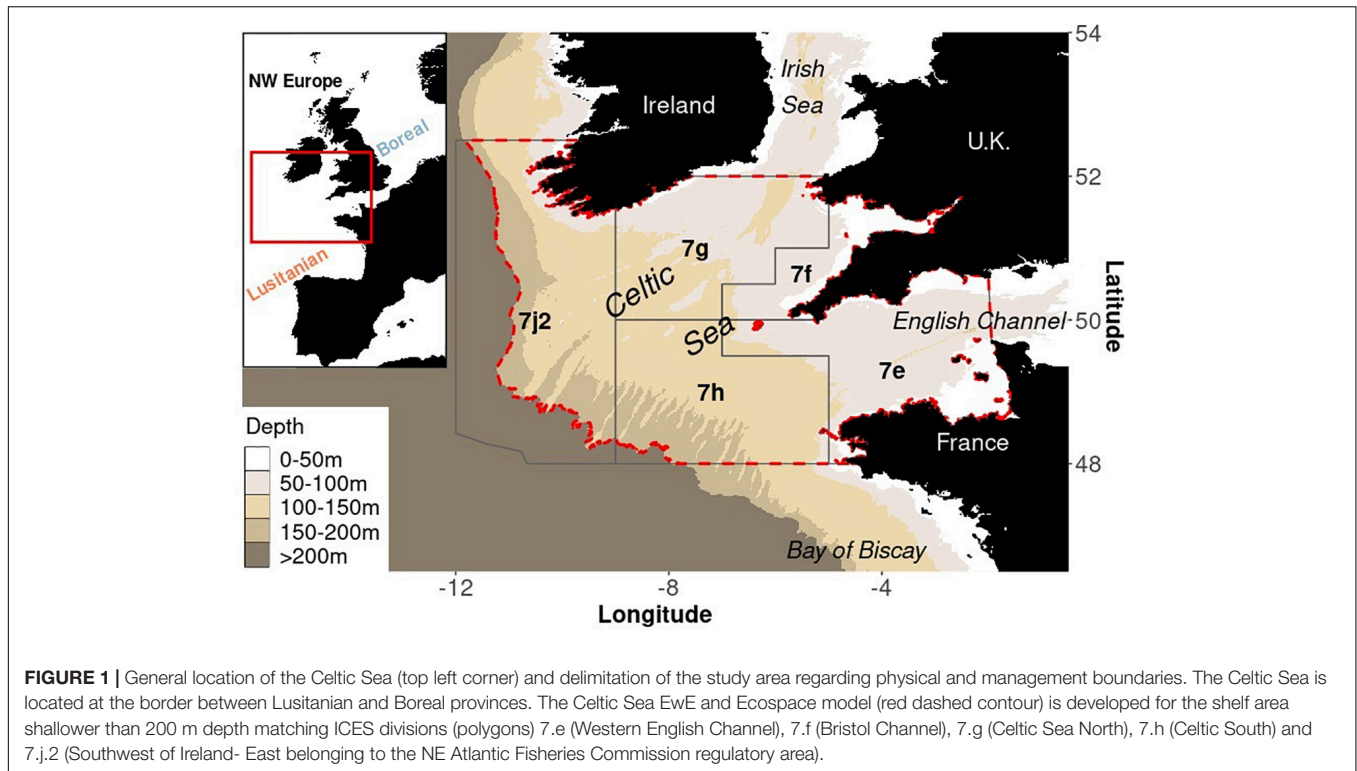 NW Europe
Boreal
Lusitanian
Depth
0-50m
50-100m
100-150m
150-200m
>200m
Ireland
Irish
Sea
U.K.
7g
7f
Celtic
Sea
7j2
English Channel
7e
7h
France
Bay of Biscay
54
52
50
48
Latitude
-12
-8
-4
Longitude
FIGURE 1 | General location of the Celtic Sea (top left corner) and delimitation of the study area regarding physical and management boundaries. The Celtic Sea is
located at the border between Lusitanian and Boreal provinces. The Celtic Sea EwE and Ecospace model (red dashed contour) is developed for the shelf area
shallower than 200 m depth matching ICES divisions (polygons) 7.e (Western English Channel), 7.f (Bristol Channel), 7.g (Celtic Sea North), 7.h (Celtic South) and
7.j.2 (Southwest of Ireland- East belonging to the NE Atlantic Fisheries Commission regulatory area).